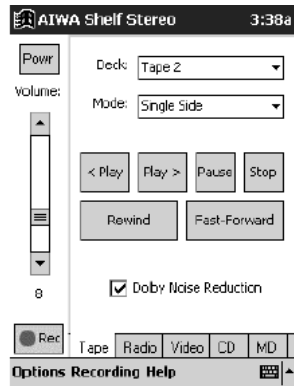 AIWA Shelf Stereo 3:38a
Powr
Deck: Tape 2
Volume:
Mode: Single Side
< Play Play > Pause Stop
Rewind Fast-Forward
Dolby Noise Reduction
8
Rec
Tape Radio Video CD MD
Options Recording Help